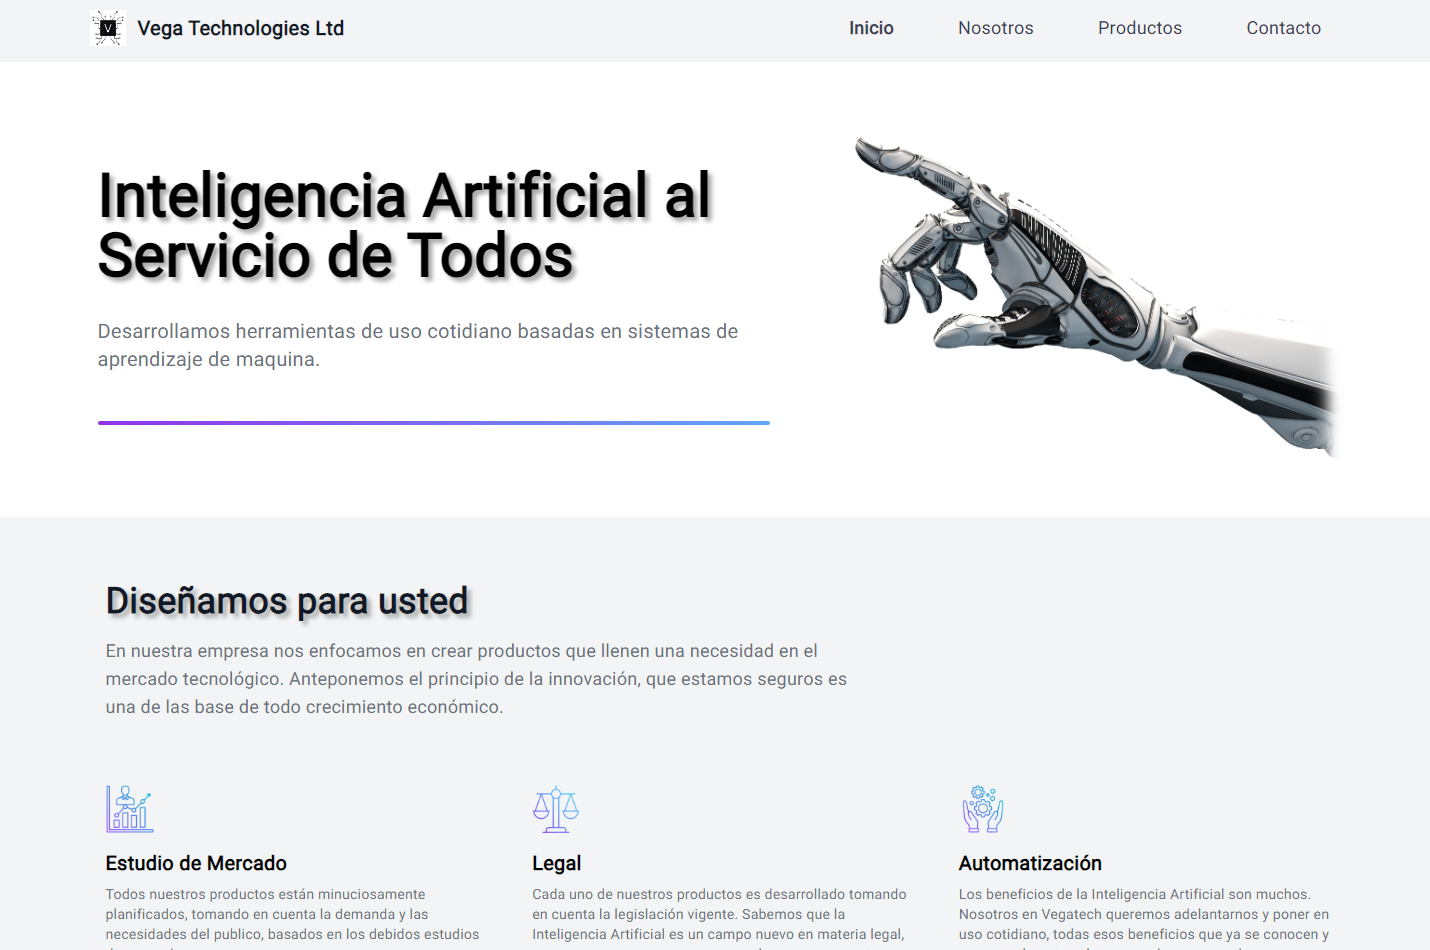 V
Vega Technologies Ltd
Inicio
Nosotros
Productos
Contacto
Inteligencia Artificial al
Servicio de Todos
Desarrollamos herramientas de uso cotidiano basadas en sistemas de
aprendizaje de maquina.
Diseñamos para usted
En nuestra empresa nos enfocamos en crear productos que llenen una necesidad en el
mercado tecnológico. Anteponemos el principio de la innovación, que estamos seguros es
una de las base de todo crecimiento económico.
Estudio de Mercado
Todos nuestros productos están minuciosamente
planificados, tomando en cuenta la demanda y las
necesidades del publico, basados en los debidos estudios
Legal
Cada uno de nuestros productos es desarrollado tomando
en cuenta la legislación vigente. Sabemos que la
Inteligencia Artificial es un campo nuevo en materia legal,
Automatización
Los beneficios de la Inteligencia Artificial son muchos.
Nosotros en Vegatech queremos adelantarnos y poner en
uso cotidiano, todas esos beneficios que ya se conocen y